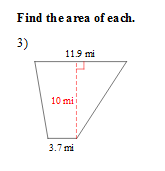 Find the area of each.
3)
11.9 mi
10 mi
3.7 mi